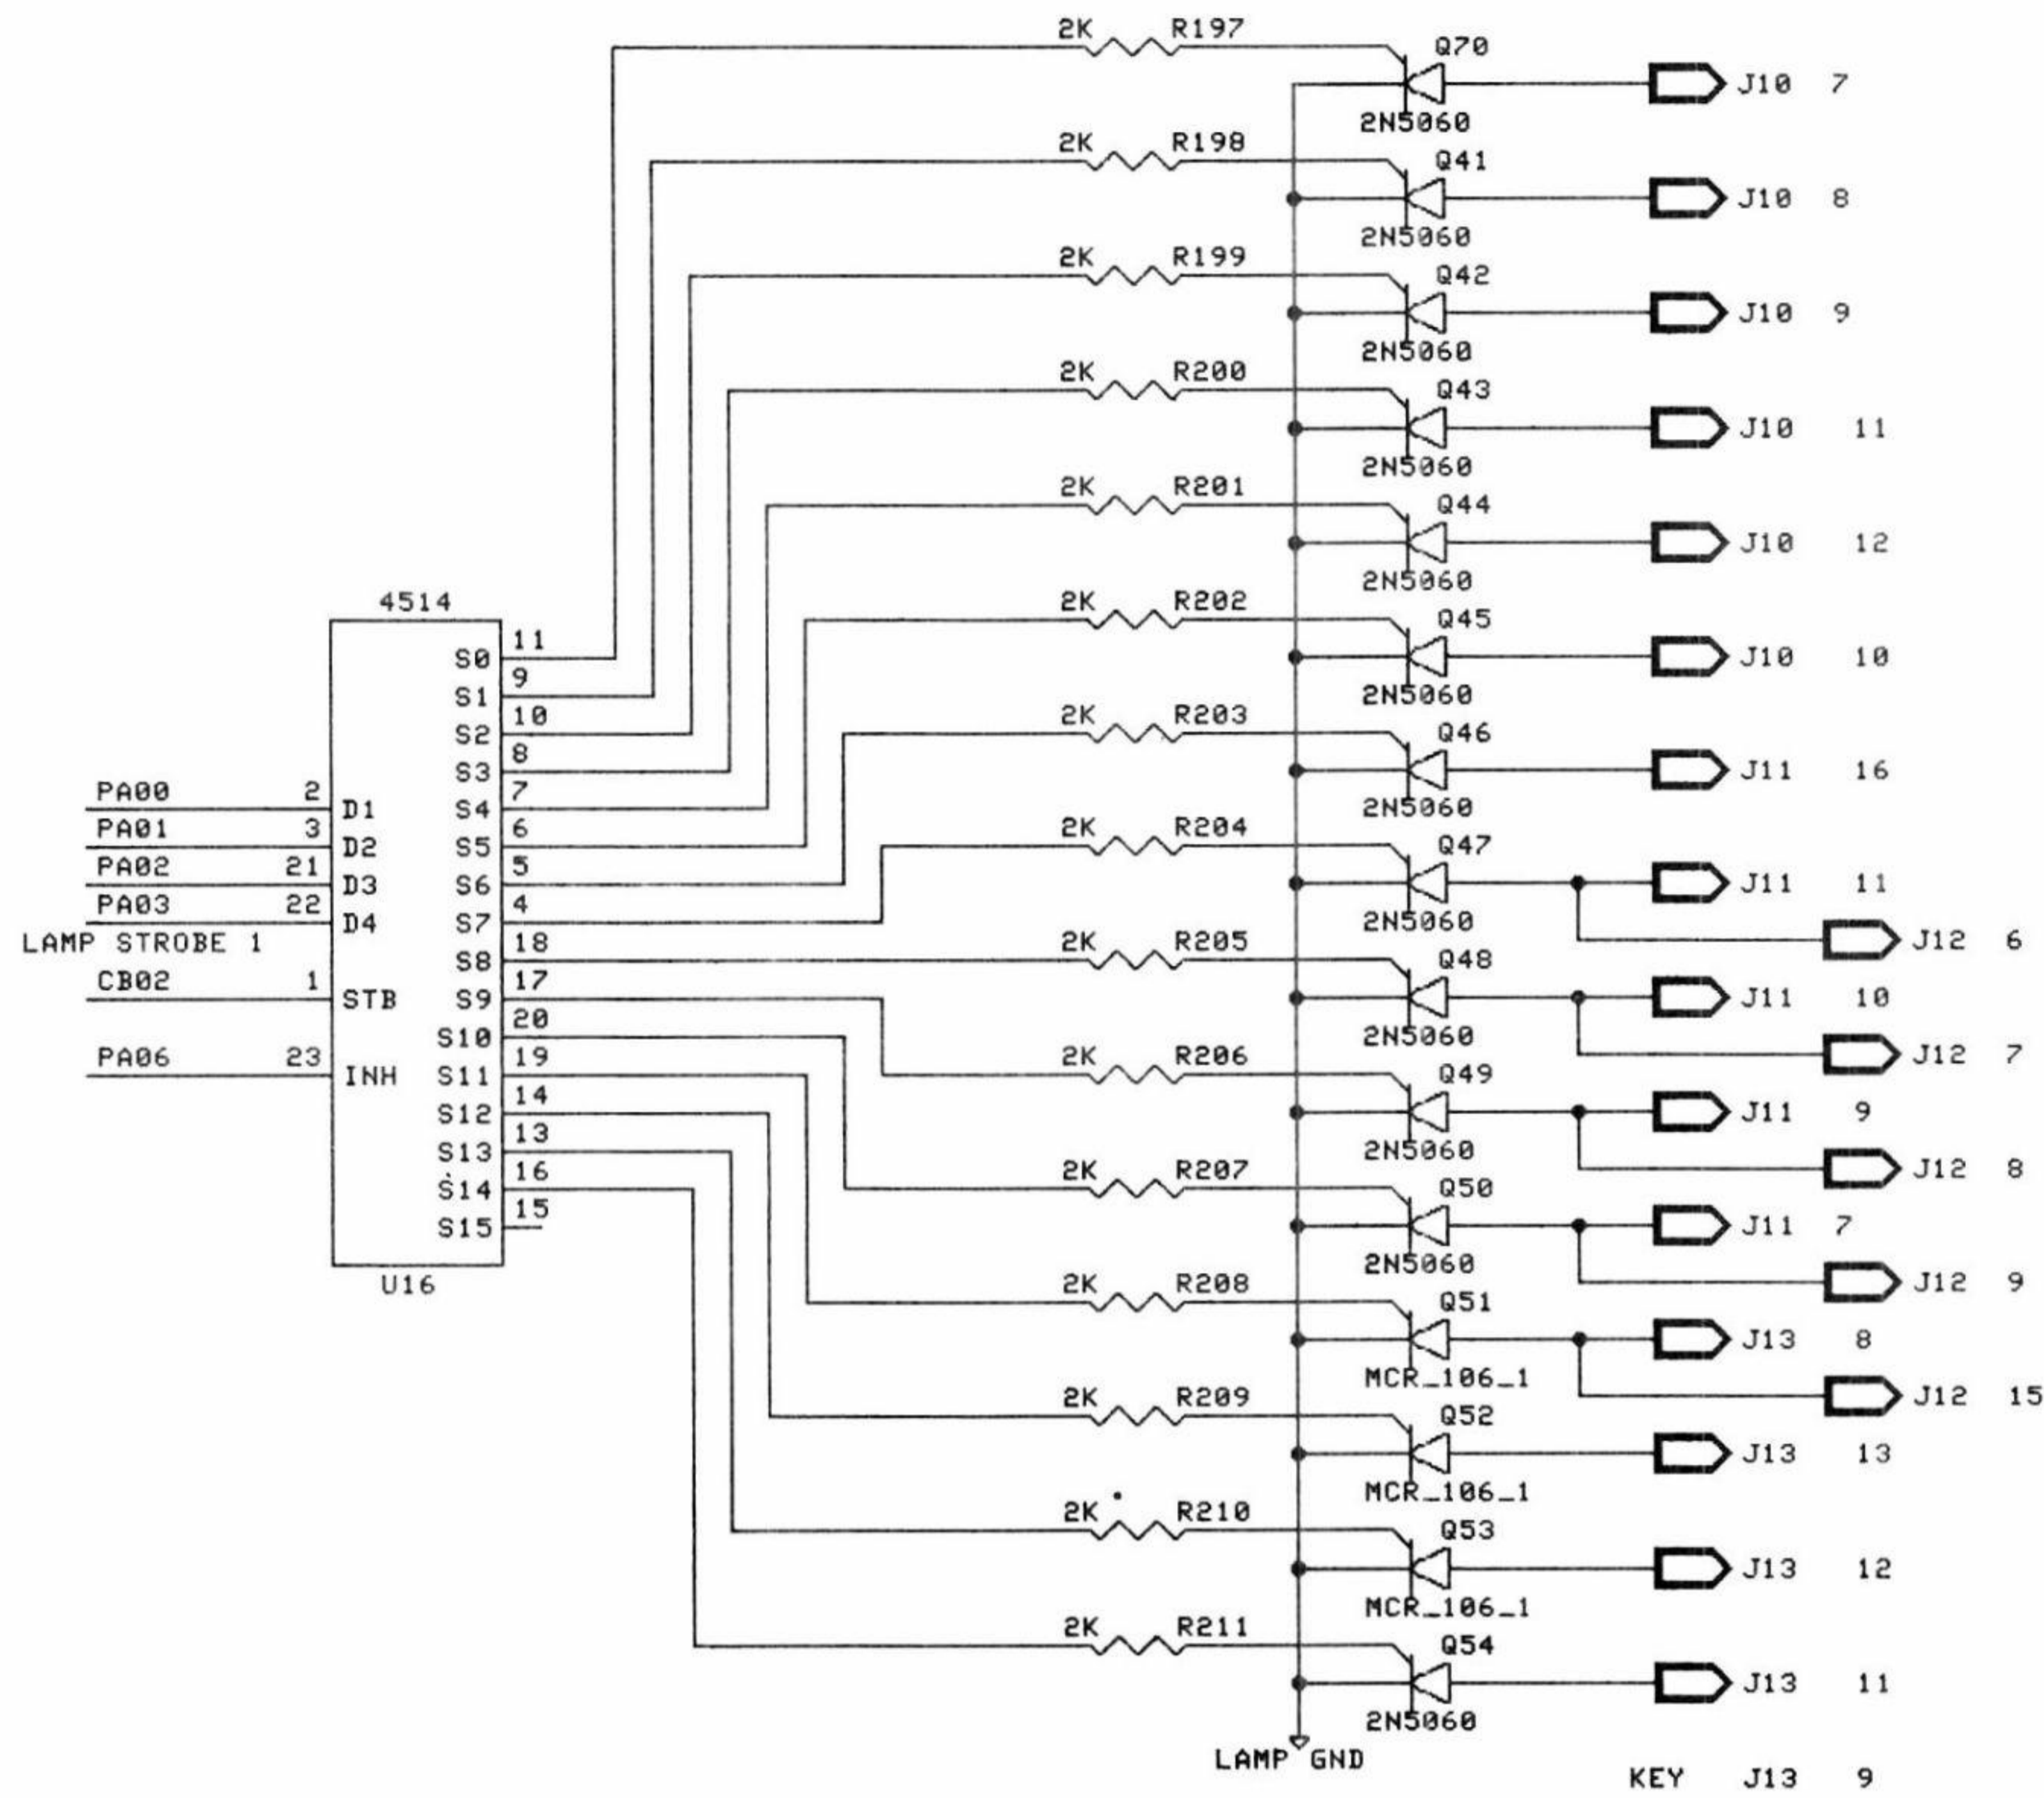 2K R197
Q70
J10 7
2N5060
2K R198
Q41
J10 8
2N5060
2K R199
Q42
J10 9
2N5060
2K R200
Q43
J10 11
2N5060
2K R201
Q44
J10 12
2N5060
2K R202
Q45
J10 10
2N5060
2K R203
Q46
J11 16
2N5060
2K R204
Q47
J11 11
2N5060
J12 6
2K R205
Q48
J11 10
2N5060
J12 7
2K R206
Q49
J11 9
2N5060
J12 8
2K R207
Q50
J11 7
2N5060
J12 9
2K R208
Q51
J13 8
MCR_106_1
J12 15
2K R209
Q52
J13 13
MCR_106_1
2K R210
Q53
J13 12
MCR_106_1
2K R211
Q54
J13 11
2N5060
LAMP GND
KEY J13 9
4514
S0 11
S1 9
S2 10
S3 8
PA00 2 D1 S4 7
PA01 3 D2 S5 6
PA02 21 D3 S6 5
PA03 22 D4 S7 4
LAMP STROBE 1
S8 18
CB02 1 STB S9 17
S10 20
PA06 23 INH S11 19
S12 14
S13 13
S14 16
S15 15
U16